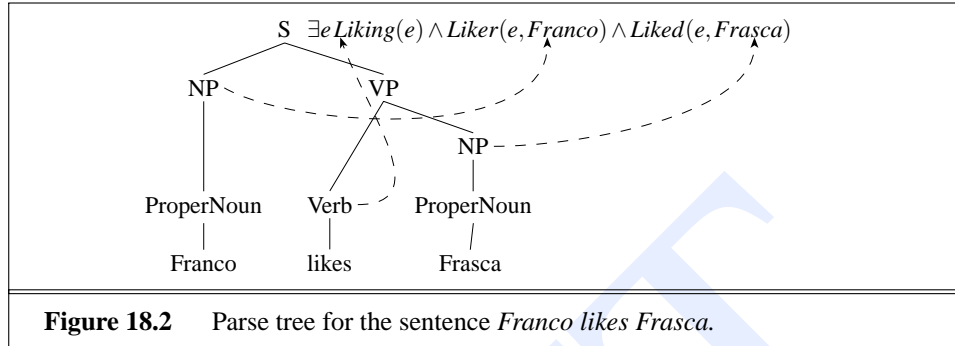 S ∃e Liking(e) ∧ Liker(e, Franco) ∧ Liked(e, Frasca)
NP VP
NP
ProperNoun Verb ProperNoun
Franco likes Frasca
Figure 18.2 Parse tree for the sentence Franco likes Frasca.